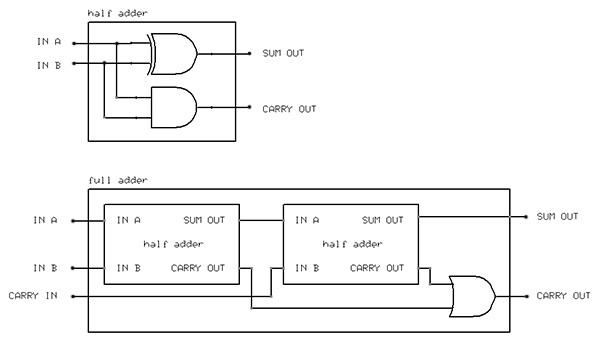 half adder
IN A
IN B
SUM OUT
CARRY OUT
full adder
IN A
IN A SUM OUT
half adder
IN B CARRY OUT
IN A SUM OUT
half adder
IN B CARRY OUT
SUM OUT
IN B
CARRY IN
CARRY OUT